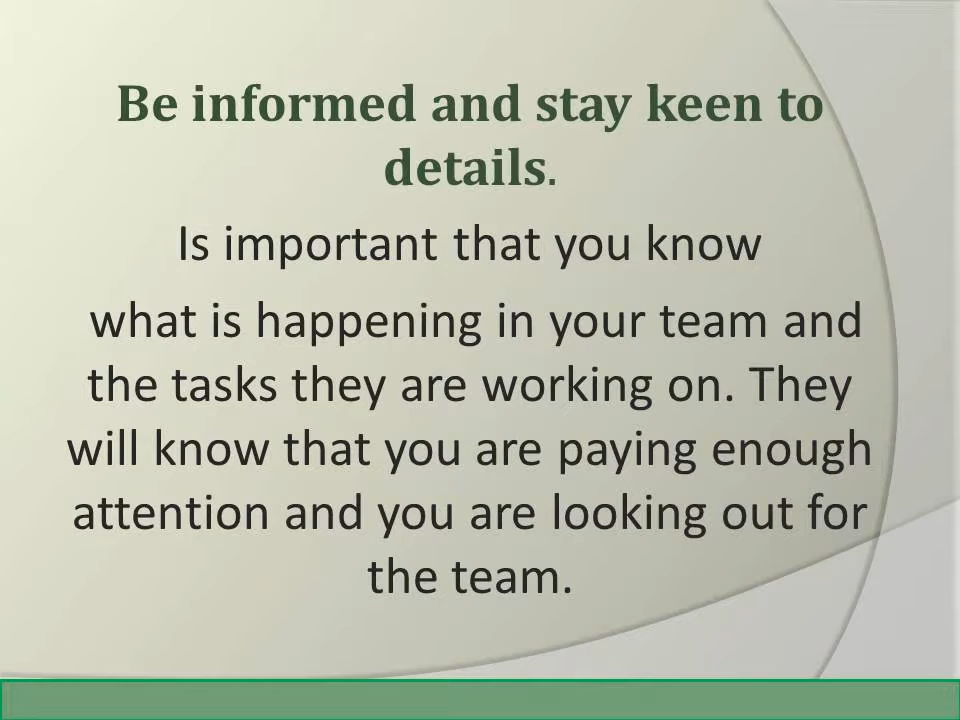 Be informed and stay keen to
details.
Is important that you know
what is happening in your team and
the tasks they are working on. They
will know that you are paying enough
attention and you are looking out for
the team.